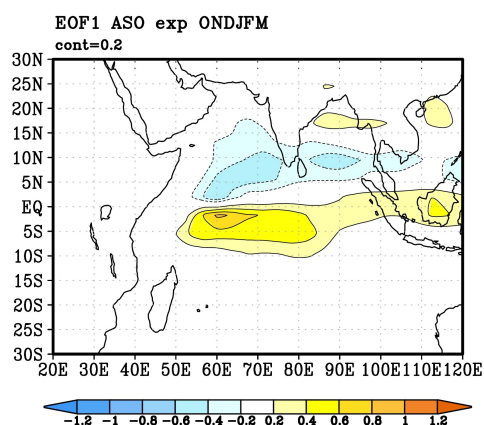 EOF1 ASO exp ONDJFM
cont=0.2
30N
25N
20N
15N
10N
5N
EQ
5S
10S
15S
20S
25S
30S
20E 30E 40E 50E 60E 70E 80E 90E 100E 110E 120E
-1.2 -1 -0.8 -0.6 -0.4 -0.2 0.2 0.4 0.6 0.8 1 1.2